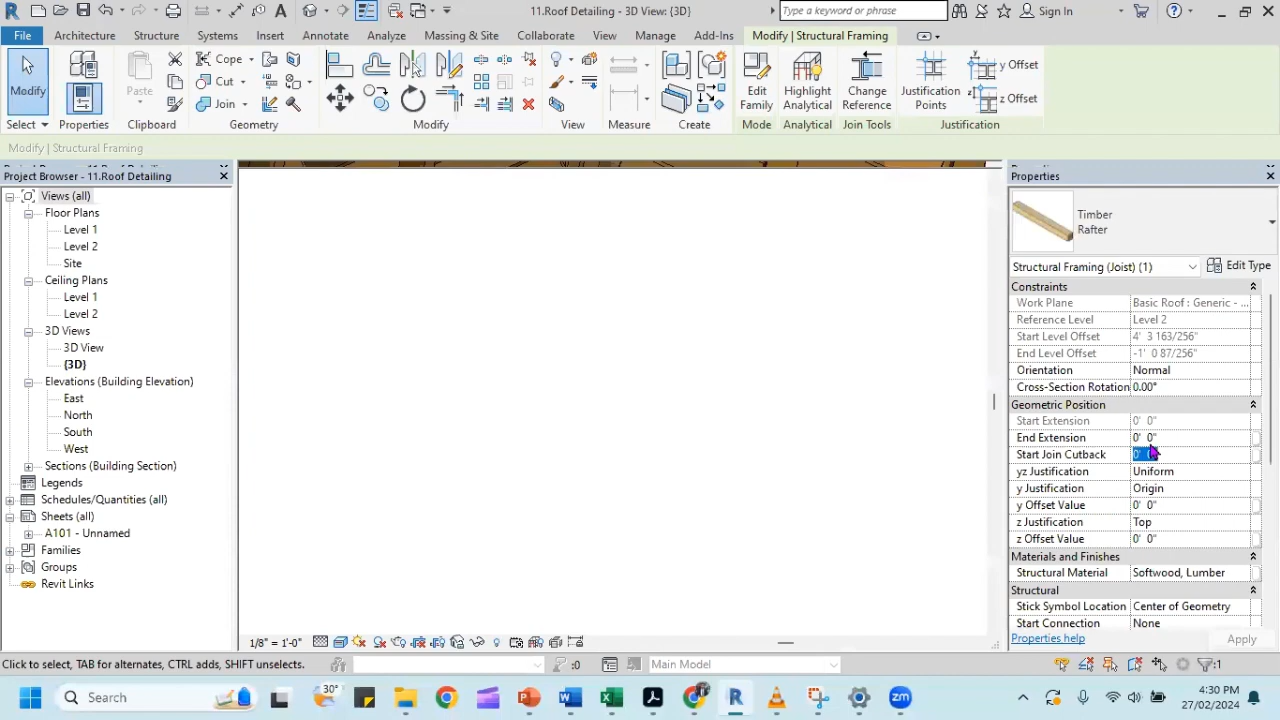 11.Roof Detailing - 3D View: {3D}
Type a keyword or phrase
Sign In
File
Architecture
Structure
Systems
Insert
Annotate
Analyze
Massing & Site
Collaborate
View
Manage
Add-Ins
Modify | Structural Framing
Modify
Paste
Cope
Cut
Join
Edit
Family
Highlight
Analytical
Change
Reference
Justification
Points
y Offset
z Offset
Select
Properties
Clipboard
Geometry
Modify
View
Measure
Create
Mode
Analytical
Join Tools
Justification
Modify | Structural Framing
Project Browser - 11.Roof Detailing
Views (all)
Floor Plans
Level 1
Level 2
Site
Ceiling Plans
Level 1
Level 2
3D Views
3D View
(3D)
Elevations (Building Elevation)
East
North
South
West
Sections (Building Section)
Legends
Schedules/Quantities (all)
Sheets (all)
A101 - Unnamed
Families
Groups
Revit Links
Properties
Timber
Rafter
Structural Framing (Joist) (1)
Edit Type
Constraints
Work Plane Basic Roof : Generic - ...
Reference Level Level 2
Start Level Offset 4' 3 163/256"
End Level Offset -1' 0 87/256"
Orientation Normal
Cross-Section Rotation 0.00°
Geometric Position
Start Extension 0' 0"
End Extension 0' 0"
Start Join Cutback 0'
yz Justification Uniform
y Justification Origin
y Offset Value 0' 0"
z Justification Top
z Offset Value 0' 0"
Materials and Finishes
Structural Material Softwood, Lumber
Structural
Stick Symbol Location Center of Geometry
Start Connection None
Properties help
Apply
1/8" = 1'-0"
Click to select, TAB for alternates, CTRL adds, SHIFT unselects.
:0
Main Model
:1
Search
30°
4:30 PM
27/02/2024